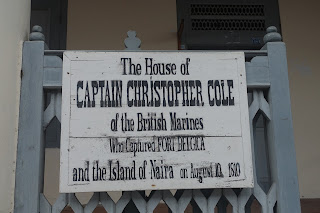 The House of
CAPTAIN CHRISTOPHER COLE
of the British Marines
Who Captured FORT BELGICA
and the Island of Naira on August 10, 1810